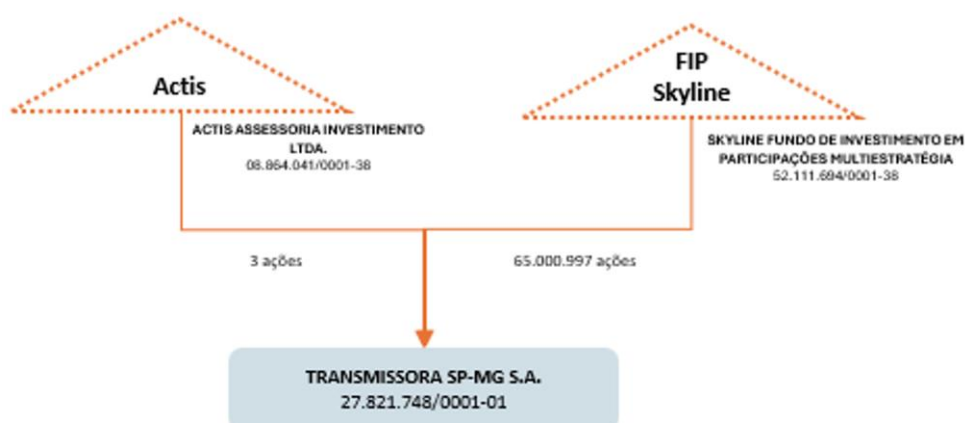 Actis
ACTIS ASSESSORIA INVESTIMENTO
LTDA.
08.864.041/0001-38
FIP
Skyline
SKYLINE FUNDO DE INVESTIMENTO EM
PARTICIPAÇÕES MULTIESTRATÉGIA
52.111.694/0001-38
3 ações
65.000.997 ações
TRANSMISSORA SP-MG S.A.
27.821.748/0001-01